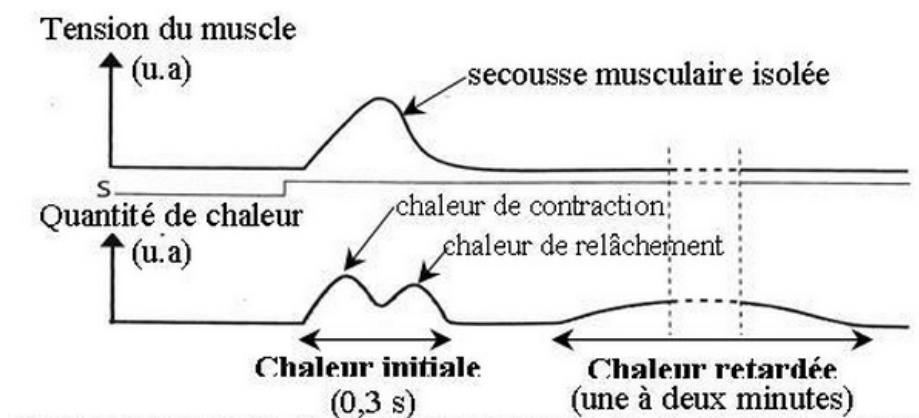 Tension du muscle
(u.a)
secousse musculaire isolée
S
Quantité de chaleur
(u.a)
chaleur de contraction
chaleur de relâchement
Chaleur initiale
(0,3 s)
Chaleur retardée
(une à deux minutes)